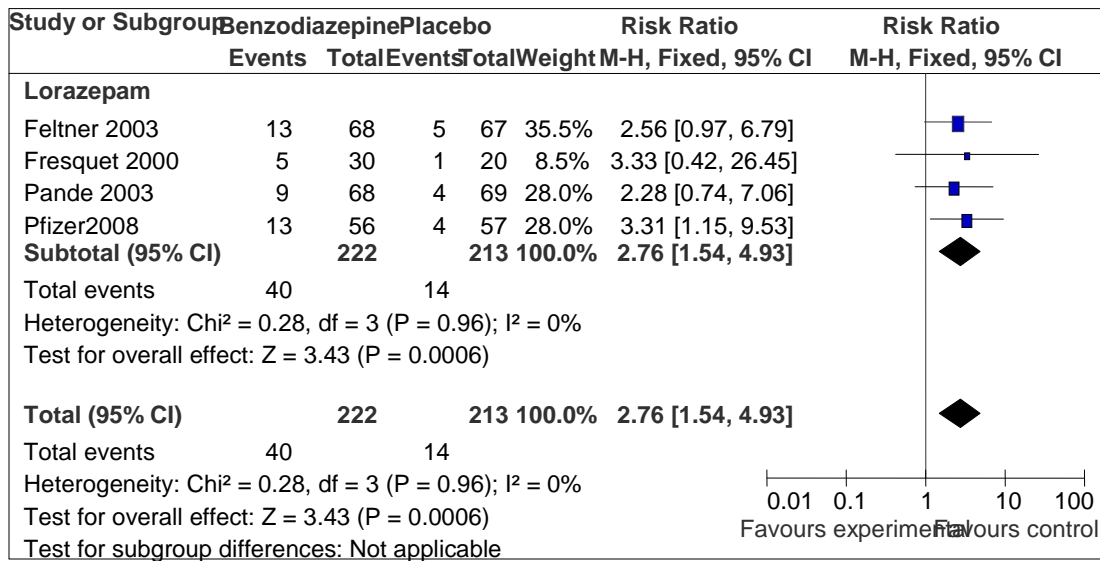 Study or Subgroup Benzodiazepine Placebo Risk Ratio Risk Ratio
Events Total Events Total Weight M-H, Fixed, 95% CI M-H, Fixed, 95% CI
Lorazepam
Feltner 2003 13 68 5 67 35.5% 2.56 [0.97, 6.79]
Fresquet 2000 5 30 1 20 8.5% 3.33 [0.42, 26.45]
Pande 2003 9 68 4 69 28.0% 2.28 [0.74, 7.06]
Pfizer2008 13 56 4 57 28.0% 3.31 [1.15, 9.53]
Subtotal (95% CI) 222 213 100.0% 2.76 [1.54, 4.93]
Total events 40 14
Heterogeneity: Chi² = 0.28, df = 3 (P = 0.96); I² = 0%
Test for overall effect: Z = 3.43 (P = 0.0006)
Total (95% CI) 222 213 100.0% 2.76 [1.54, 4.93]
Total events 40 14
Heterogeneity: Chi² = 0.28, df = 3 (P = 0.96); I² = 0%
Test for overall effect: Z = 3.43 (P = 0.0006)
Test for subgroup differences: Not applicable
0.01 0.1 1 10 100
Favours experimental Favours control